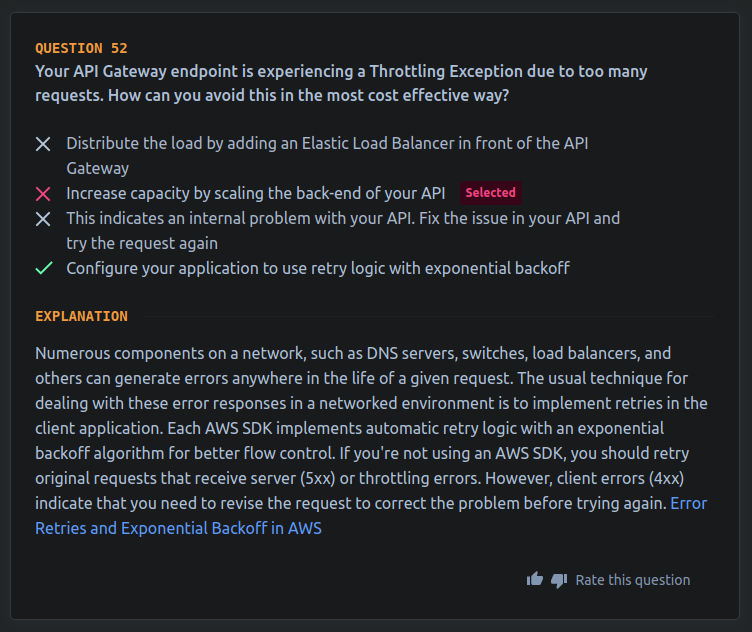 QUESTION 52
Your API Gateway endpoint is experiencing a Throttling Exception due to too many
requests. How can you avoid this in the most cost effective way?
Distribute the load by adding an Elastic Load Balancer in front of the API
Gateway
Increase capacity by scaling the back-end of your API Selected
This indicates an internal problem with your API. Fix the issue in your API and
try the request again
Configure your application to use retry logic with exponential backoff
EXPLANATION
Numerous components on a network, such as DNS servers, switches, load balancers, and
others can generate errors anywhere in the life of a given request. The usual technique for
dealing with these error responses in a networked environment is to implement retries in the
client application. Each AWS SDK implements automatic retry logic with an exponential
backoff algorithm for better flow control. If you're not using an AWS SDK, you should retry
original requests that receive server (5xx) or throttling errors. However, client errors (4xx)
indicate that you need to revise the request to correct the problem before trying again. Error
Retries and Exponential Backoff in AWS
Rate this question